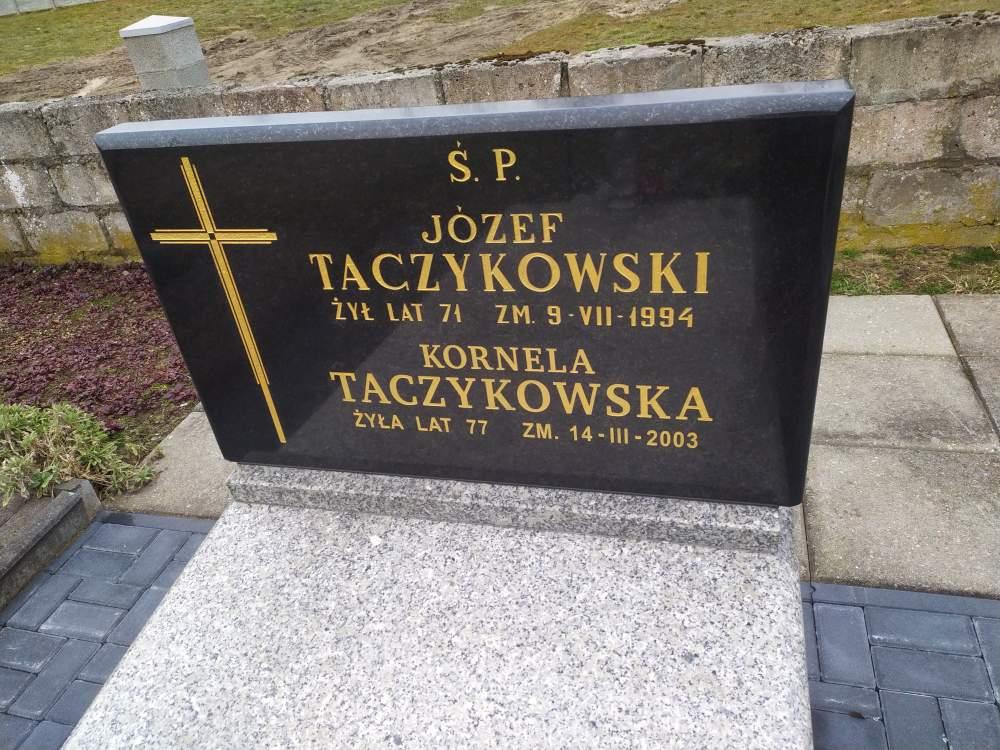 Ś. P.
JÓZEF
TACZYKOWSKI
ŻYŁ LAT 71 ZM. 9-VII-1994
KORNELA
TACZYKOWSKA
ŻYŁA LAT 77 ZM. 14-III-2003